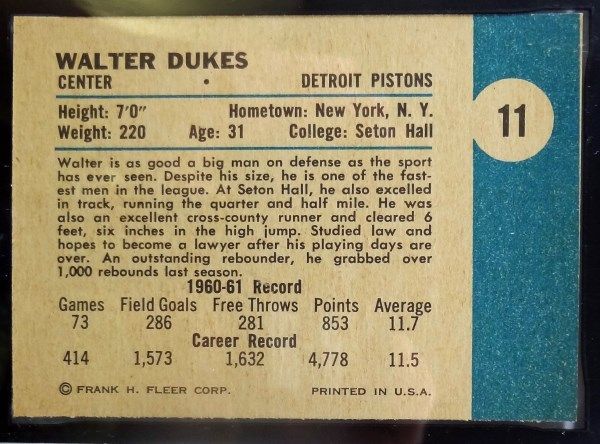 WALTER DUKES
CENTER • DETROIT PISTONS
11
Height: 7'0" Hometown: New York, N. Y.
Weight: 220 Age: 31 College: Seton Hall
Walter is as good a big man on defense as the sport
has ever seen. Despite his size, he is one of the fast-
est men in the league. At Seton Hall, he also excelled
in track, running the quarter and half mile. He was
also an excellent cross-county runner and cleared 6
feet, six inches in the high jump. Studied law and
hopes to become a lawyer after his playing days are
over. An outstanding rebounder, he grabbed over
1,000 rebounds last season.
1960-61 Record
Games Field Goals Free Throws Points Average
73 286 281 853 11.7
Career Record
414 1,573 1,632 4,778 11.5
© FRANK H. FLEER CORP. PRINTED IN U.S.A.